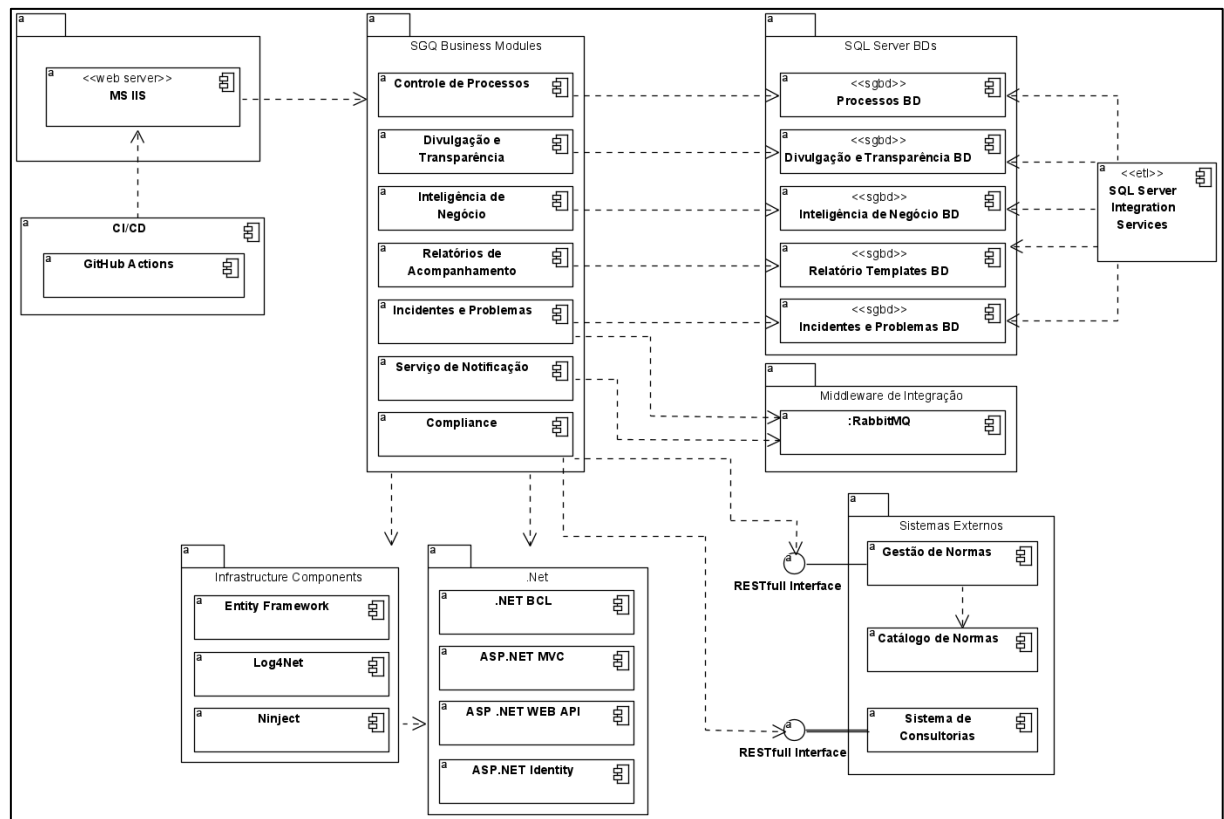 a
a
<<web server>>
MS IIS
a
CI/CD
a
GitHub Actions
a
SGQ Business Modules
a
Controle de Processos
a
Divulgação e
Transparência
a
Inteligência de
Negócio
a
Relatórios de
Acompanhamento
a
Incidentes e Problemas
a
Serviço de Notificação
a
Compliance
a
SQL Server BDs
a
<<sgbd>>
Processos BD
a
<<sgbd>>
Divulgação e Transparência BD
a
<<sgbd>>
Inteligência de Negócio BD
a
<<sgbd>>
Relatório Templates BD
a
<<sgbd>>
Incidentes e Problemas BD
a
<<etl>>
SQL Server
Integration
Services
a
Middleware de Integração
a
:RabbitMQ
a
Infrastructure Components
a
Entity Framework
a
Log4Net
a
Ninject
a
.Net
a
.NET BCL
a
ASP.NET MVC
a
ASP .NET WEB API
a
ASP.NET Identity
a
Sistemas Externos
a
Gestão de Normas
a
RESTfull Interface
a
Catálogo de Normas
a
Sistema de
Consultorias
a
RESTfull Interface